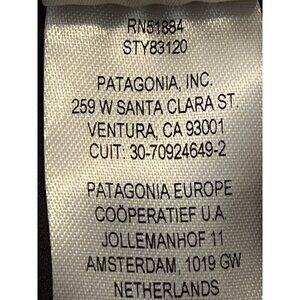 RN51884
STY83120
PATAGONIA, INC.
259 W SANTA CLARA ST.
VENTURA, CA 93001
CUIT: 30-70924649-2
PATAGONIA EUROPE
COÖPERATIEF U.A.
JOLLEMANHOF 11
AMSTERDAM, 1019 GW
NETHERLANDS